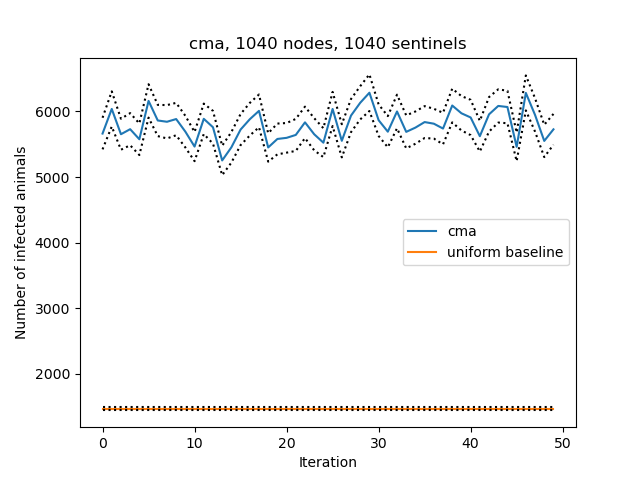 cma, 1040 nodes, 1040 sentinels
Number of infected animals
6000
5000
4000
3000
2000
cma
uniform baseline
0
10
20
30
40
50
Iteration